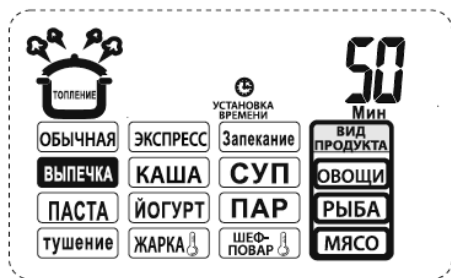 ТОПЛЕНИЕ
50
УСТАНОВКА
ВРЕМЕНИ
Мин
ОБЫЧНАЯ ЭКСПРЕСС Запекание ВИД
ПРОДУКТА
ВЫПЕЧКА КАША СУП ОВОЩИ
ПАСТА ЙОГУРТ ПАР РЫБА
тушение ЖАРКА ШЕФ-
ПОВАР МЯСО